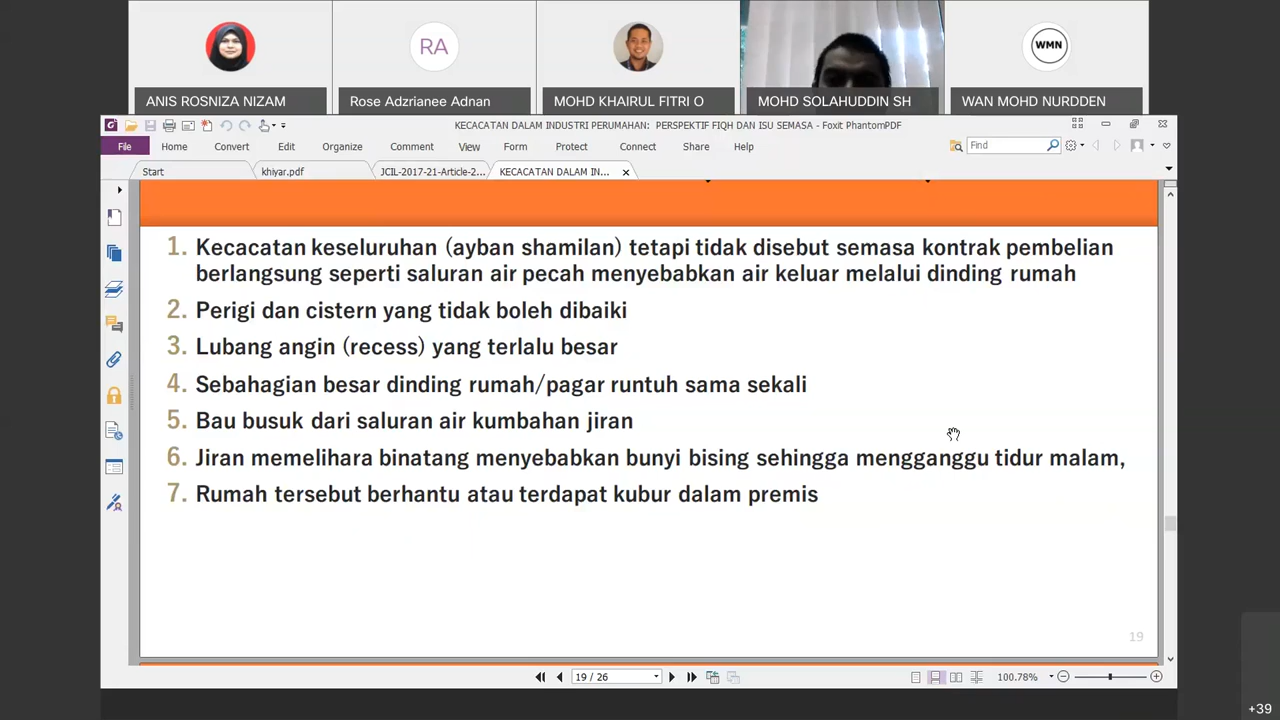 RA
WMN
ANIS ROSNIZA NIZAM
Rose Adzrianee Adnan
MOHD KHAIRUL FITRI O
MOHD SOLAHUDDIN SH
WAN MOHD NURDDEN
KECACATAN DALAM INDUSTRI PERUMAHAN: PERSPEKTIF FIQH DAN ISU SEMASA - Foxit PhantomPDF
File Home Convert Edit Organize Comment View Form Protect Connect Share Help Find
Start khiyar.pdf JCIL-2017-21-Article-2... KECACATAN DALAM IN...
1. Kecacatan keseluruhan (ayban shamilan) tetapi tidak disebut semasa kontrak pembelian
berlangsung seperti saluran air pecah menyebabkan air keluar melalui dinding rumah
2. Perigi dan cistern yang tidak boleh dibaiki
3. Lubang angin (recess) yang terlalu besar
4. Sebahagian besar dinding rumah/pagar runtuh sama sekali
5. Bau busuk dari saluran air kumbahan jiran
6. Jiran memelihara binatang menyebabkan bunyi bising sehingga mengganggu tidur malam,
7. Rumah tersebut berhantu atau terdapat kubur dalam premis
19
19 / 26
100.78%
+39